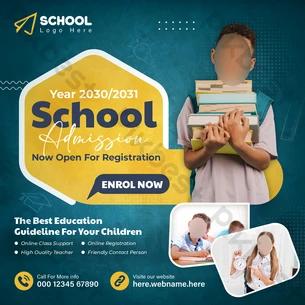 SCHOOL
Logo Here
Year 2030/2031
School
Admission
Now Open For Registration
ENROL NOW
The Best Education
Guideline For Your Children
Online Class Support
Online Registration
High Quality Teacher
Friendly Contact Person
Call For More info
000 12345 67890
Visit our website
here.webname.here